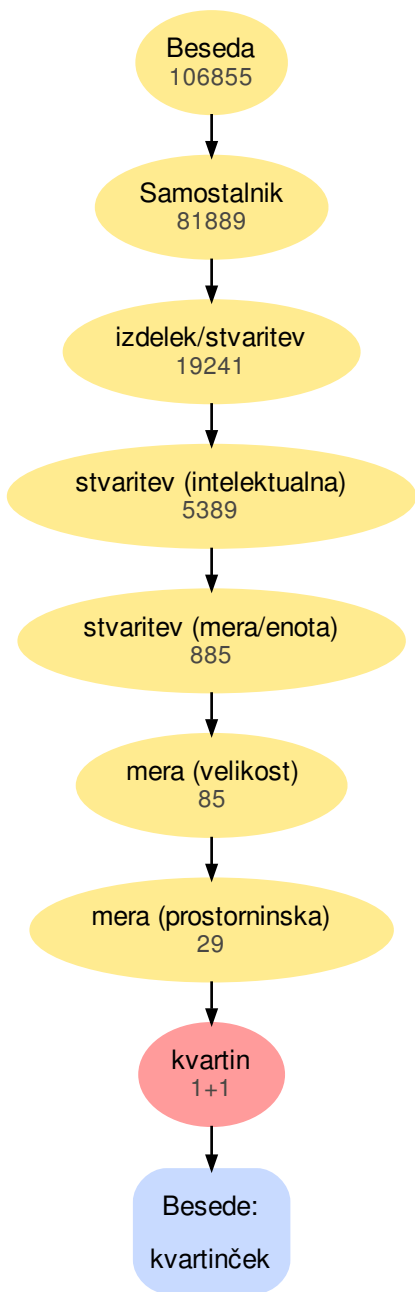 Beseda
106855
Samostalnik
81889
izdelek/stvaritev
19241
stvaritev (intelektualna)
5389
stvaritev (mera/enota)
885
mera (velikost)
85
mera (prostorninska)
29
kvartin
1+1
Besede:
kvartinček